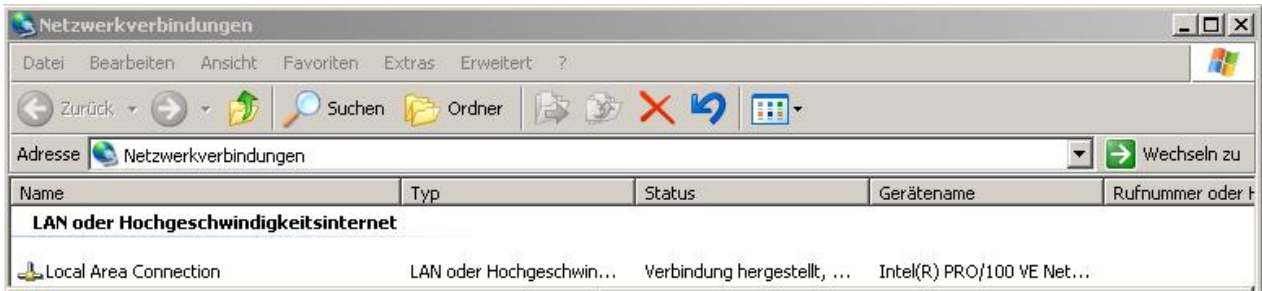 Netzwerkverbindungen
Datei Bearbeiten Ansicht Favoriten Extras Erweitert ?
Zurück Suchen Ordner
Adresse Netzwerkverbindungen Wechseln zu
Name Typ Status Gerätename Rufnummer oder
LAN oder Hochgeschwindigkeitsinternet
Local Area Connection LAN oder Hochgeschwin... Verbindung hergestellt, ... Intel(R) PRO/100 VE Net...